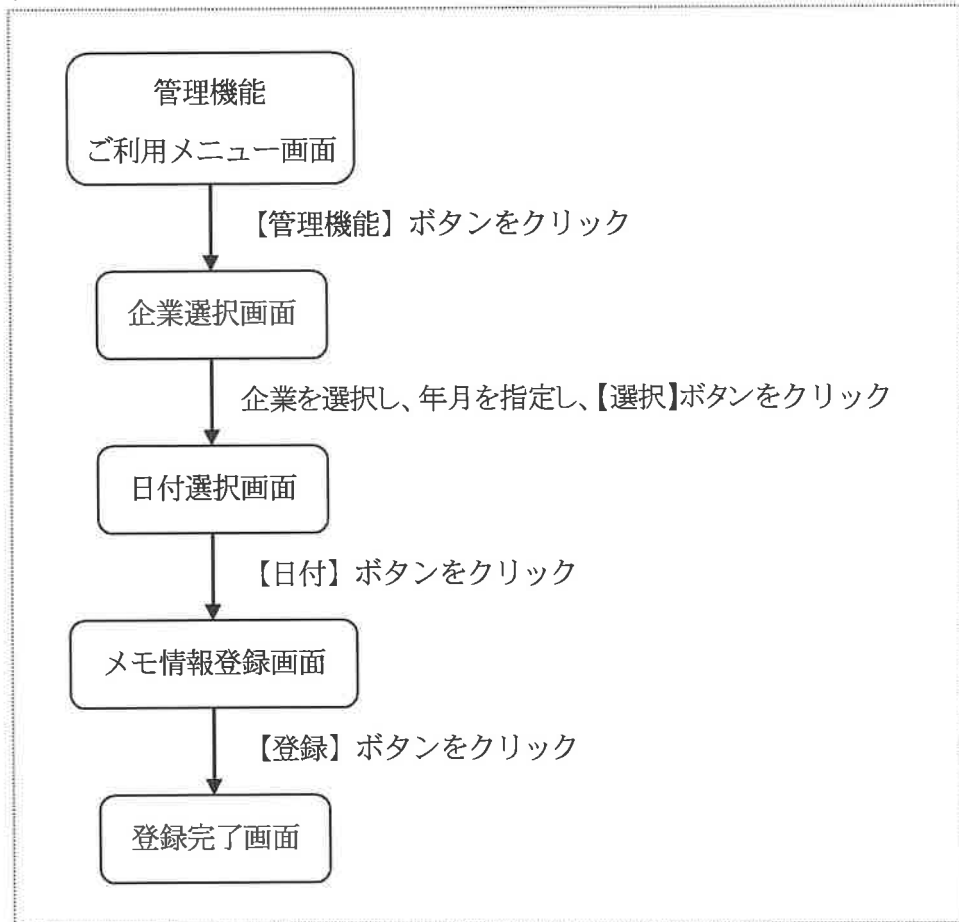 管理機能
ご利用メニュー画面
【管理機能】ボタンをクリック
企業選択画面
企業を選択し、年月を指定し、【選択】ボタンをクリック
日付選択画面
【日付】ボタンをクリック
メモ情報登録画面
【登録】ボタンをクリック
登録完了画面